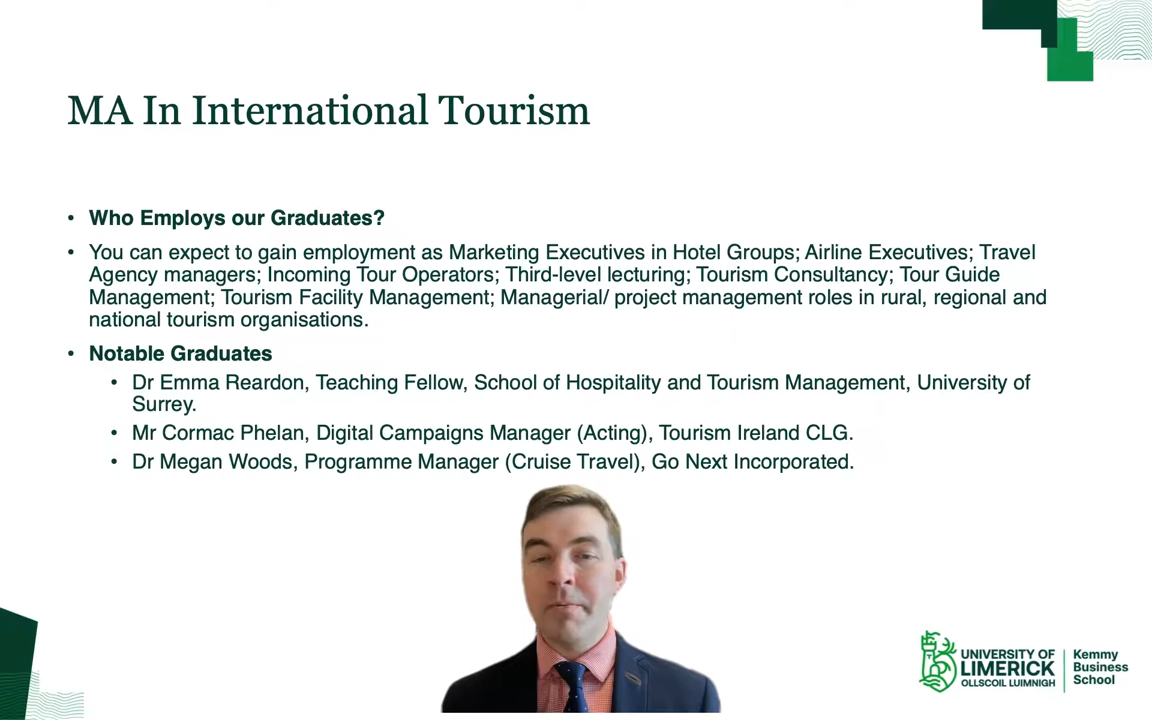 MA In International Tourism
• Who Employs our Graduates?
• You can expect to gain employment as Marketing Executives in Hotel Groups; Airline Executives; Travel
Agency managers; Incoming Tour Operators; Third-level lecturing; Tourism Consultancy; Tour Guide
Management; Tourism Facility Management; Managerial/ project management roles in rural, regional and
national tourism organisations.
• Notable Graduates
• Dr Emma Reardon, Teaching Fellow, School of Hospitality and Tourism Management, University of
Surrey.
• Mr Cormac Phelan, Digital Campaigns Manager (Acting), Tourism Ireland CLG.
• Dr Megan Woods, Programme Manager (Cruise Travel), Go Next Incorporated.
UNIVERSITY OF
LIMERICK
OLLSCOIL LUIMNIGH
Kemmy
Business
School